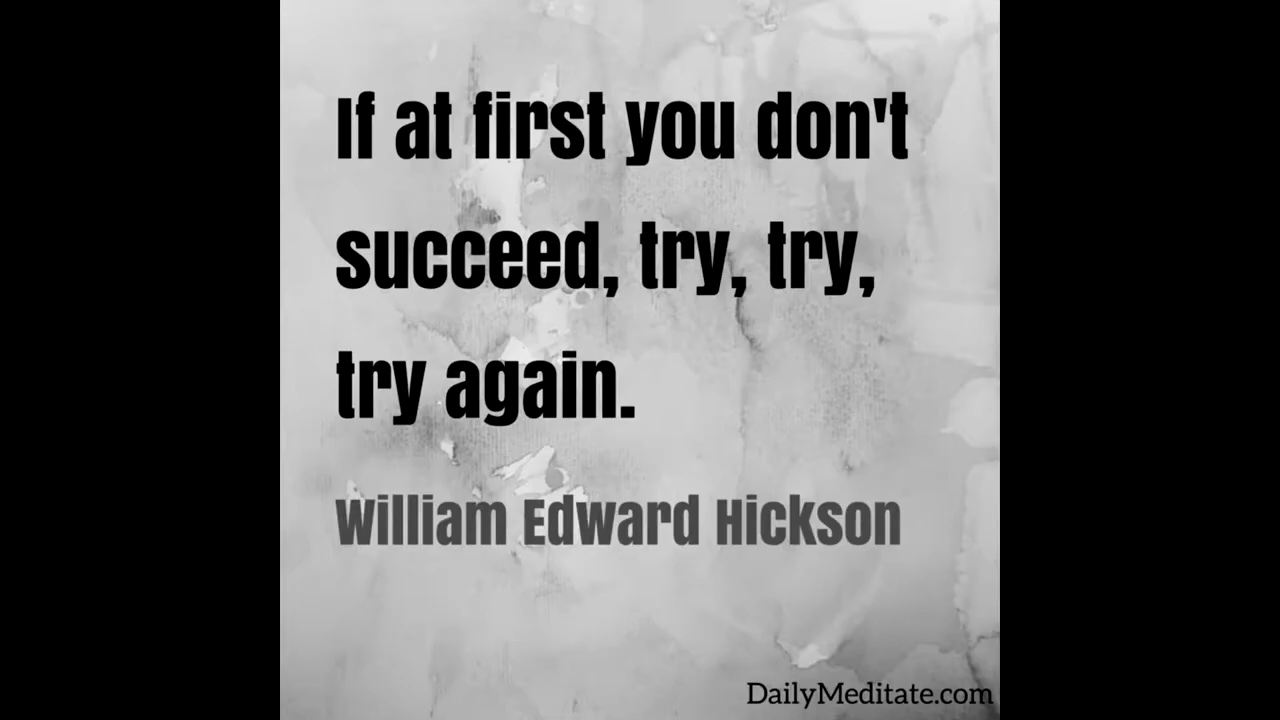 If at first you don't
succeed, try, try,
try again.
William Edward Hickson
DailyMeditate.com